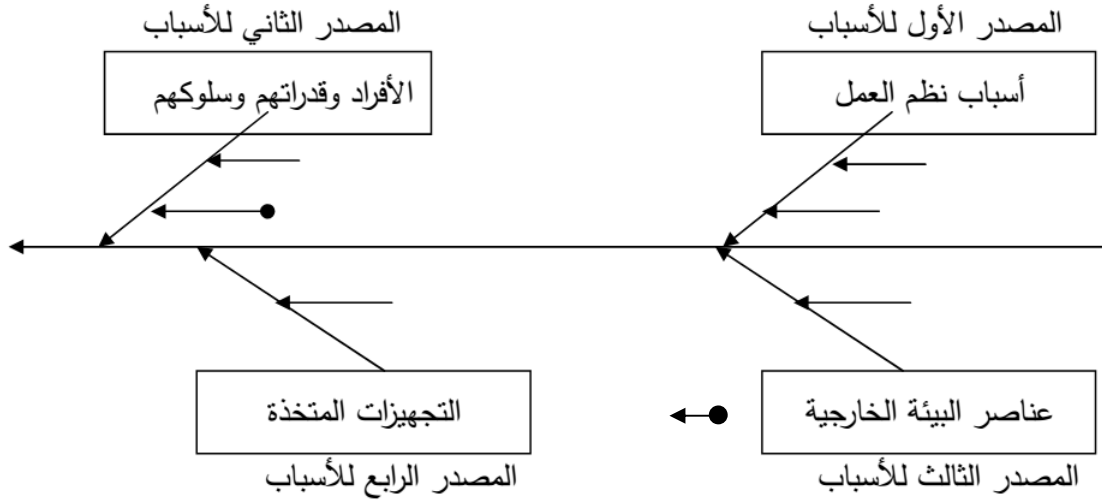 المصدر الأول للأسباب
أسباب نظم العمل
المصدر الثاني للأسباب
الأفراد وقدراتهم وسلوكهم
عناصر البيئة الخارجية
المصدر الثالث للأسباب
التجهيزات المتخذة
المصدر الرابع للأسباب